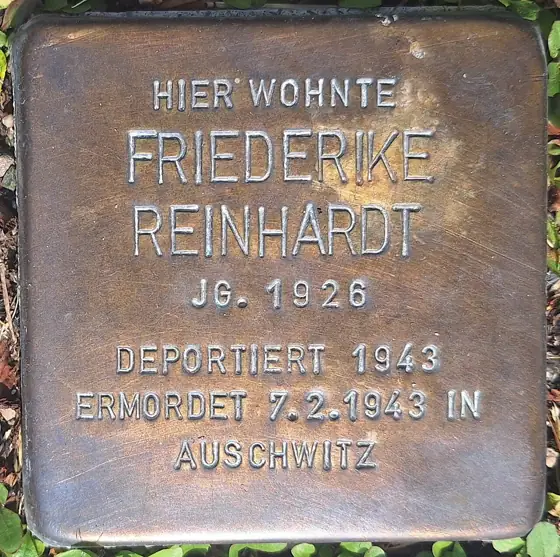 HIER WOHNTE
FRIEDERIKE
REINHARDT
JG. 1926
DEPORTIERT 1943
ERMORDET 7.2.1943 IN
AUSCHWITZ